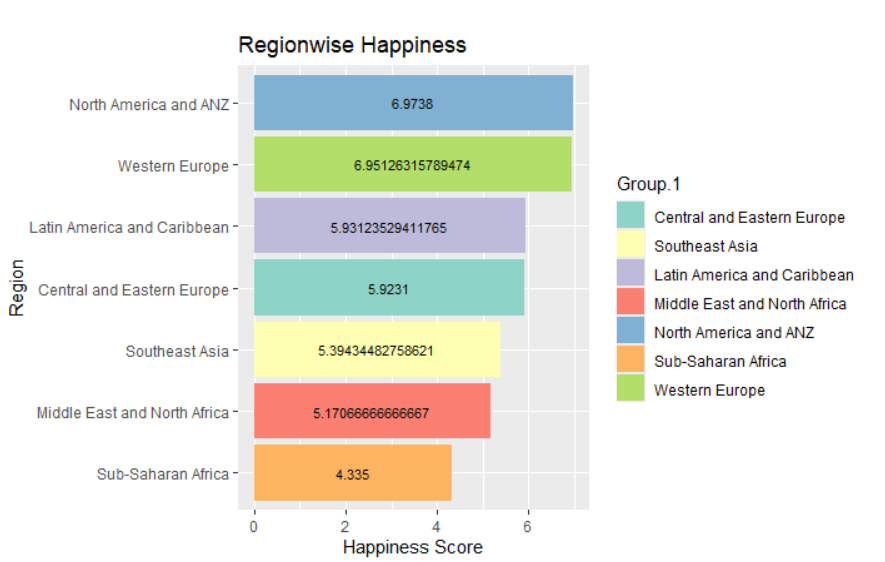 Regionwise Happiness
North America and ANZ
6.9738
Western Europe
6.95126315789474
Latin America and Caribbean
5.93123529411765
Central and Eastern Europe
5.9231
Southeast Asia
5.39434482758621
Middle East and North Africa
5.17066666666667
Sub-Saharan Africa
4.335
Region
0 2 4 6
Happiness Score
Group.1
Central and Eastern Europe
Southeast Asia
Latin America and Caribbean
Middle East and North Africa
North America and ANZ
Sub-Saharan Africa
Western Europe